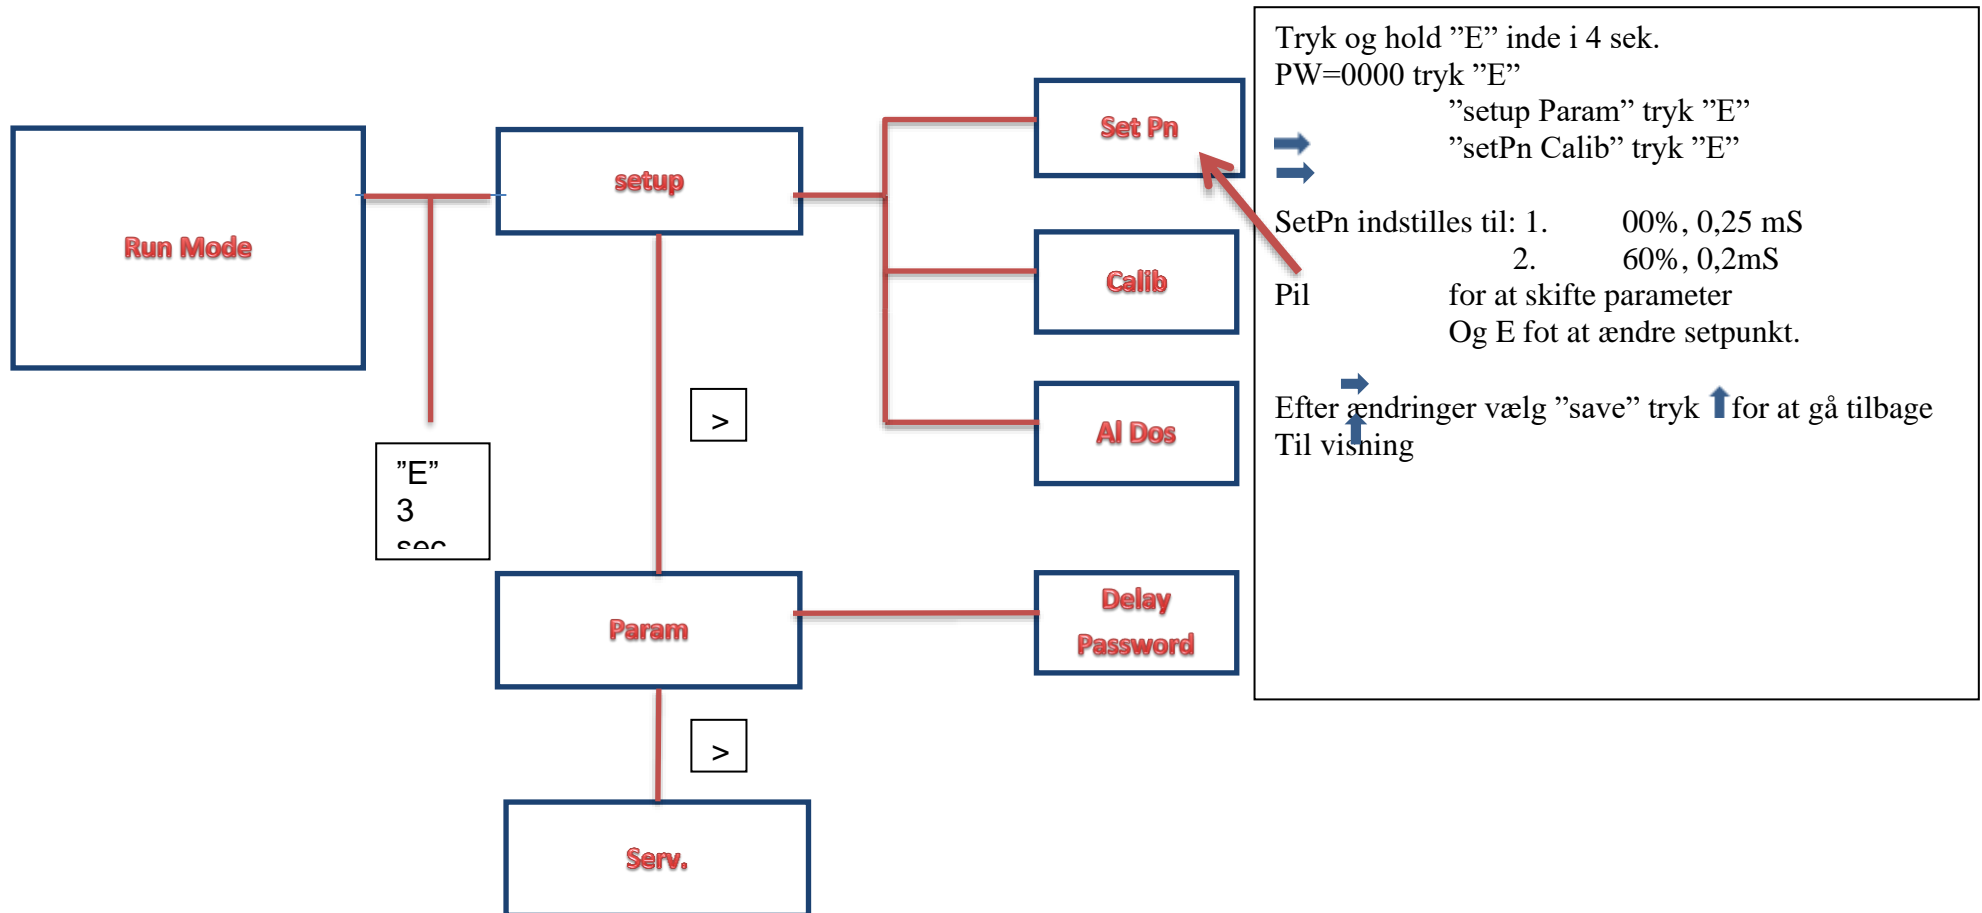 Run Mode
"E"
3
sec
setup
>
Param
>
Serv.
Set Pn
Calib
Al Dos
Delay
Password
Tryk og hold ”E” inde i 4 sek.
PW=0000 tryk ”E”
”setup Param” tryk ”E”
”setPn Calib” tryk ”E”
SetPn indstilles til: 1. 00%, 0,25 mS
2. 60%, 0,2mS
Pil for at skifte parameter
Og E fot at ændre setpunkt.
Efter ændringer vælg ”save” tryk for at gå tilbage
Til visning